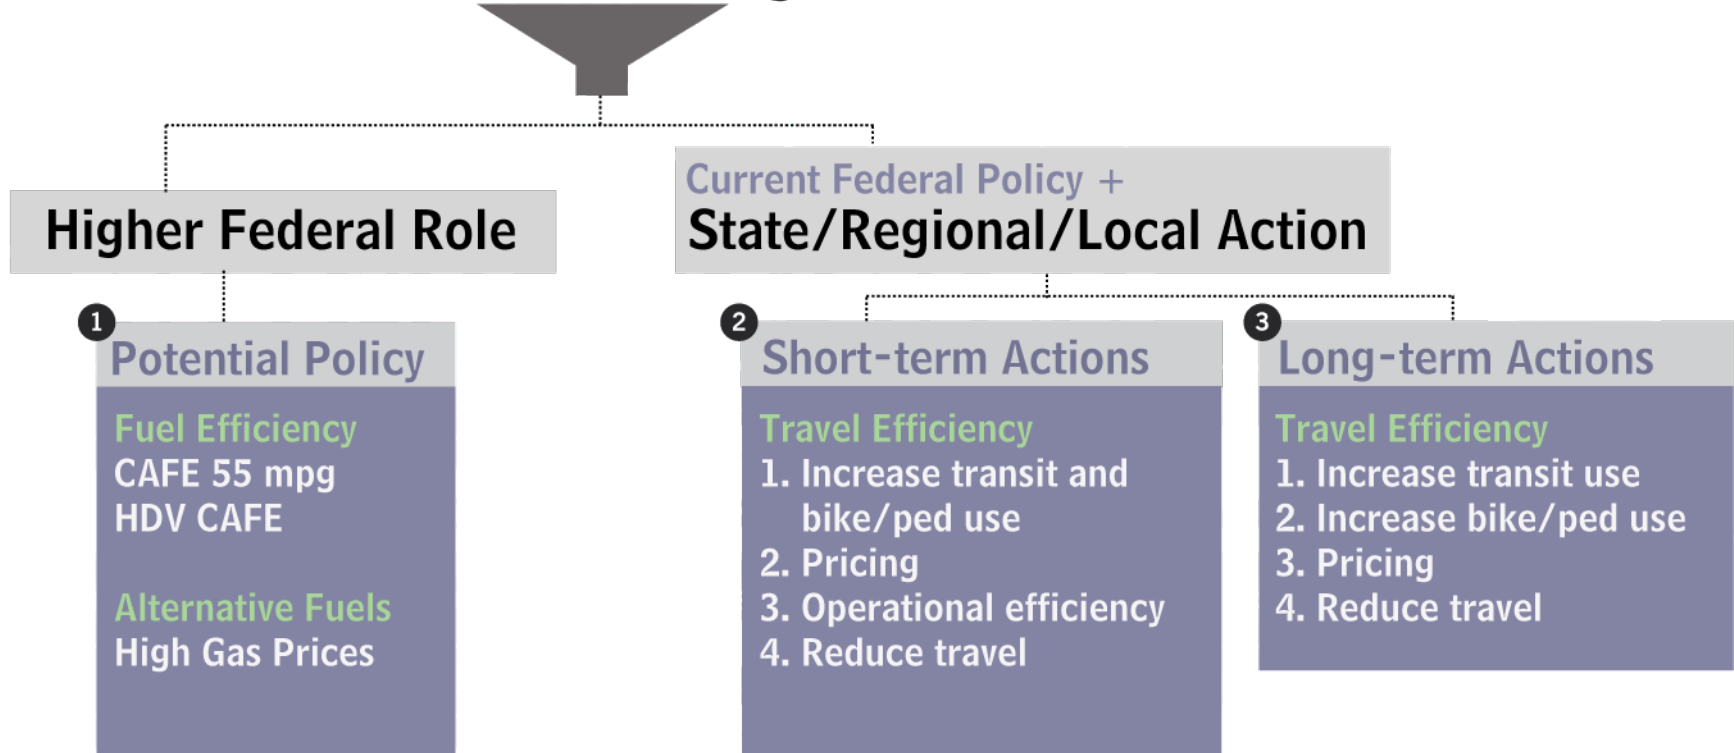 Higher Federal Role
Current Federal Policy +
State/Regional/Local Action
1
Potential Policy
Fuel Efficiency
CAFE 55 mpg
HDV CAFE
Alternative Fuels
High Gas Prices
2
Short-term Actions
Travel Efficiency
1. Increase transit and
bike/ped use
2. Pricing
3. Operational efficiency
4. Reduce travel
3
Long-term Actions
Travel Efficiency
1. Increase transit use
2. Increase bike/ped use
3. Pricing
4. Reduce travel